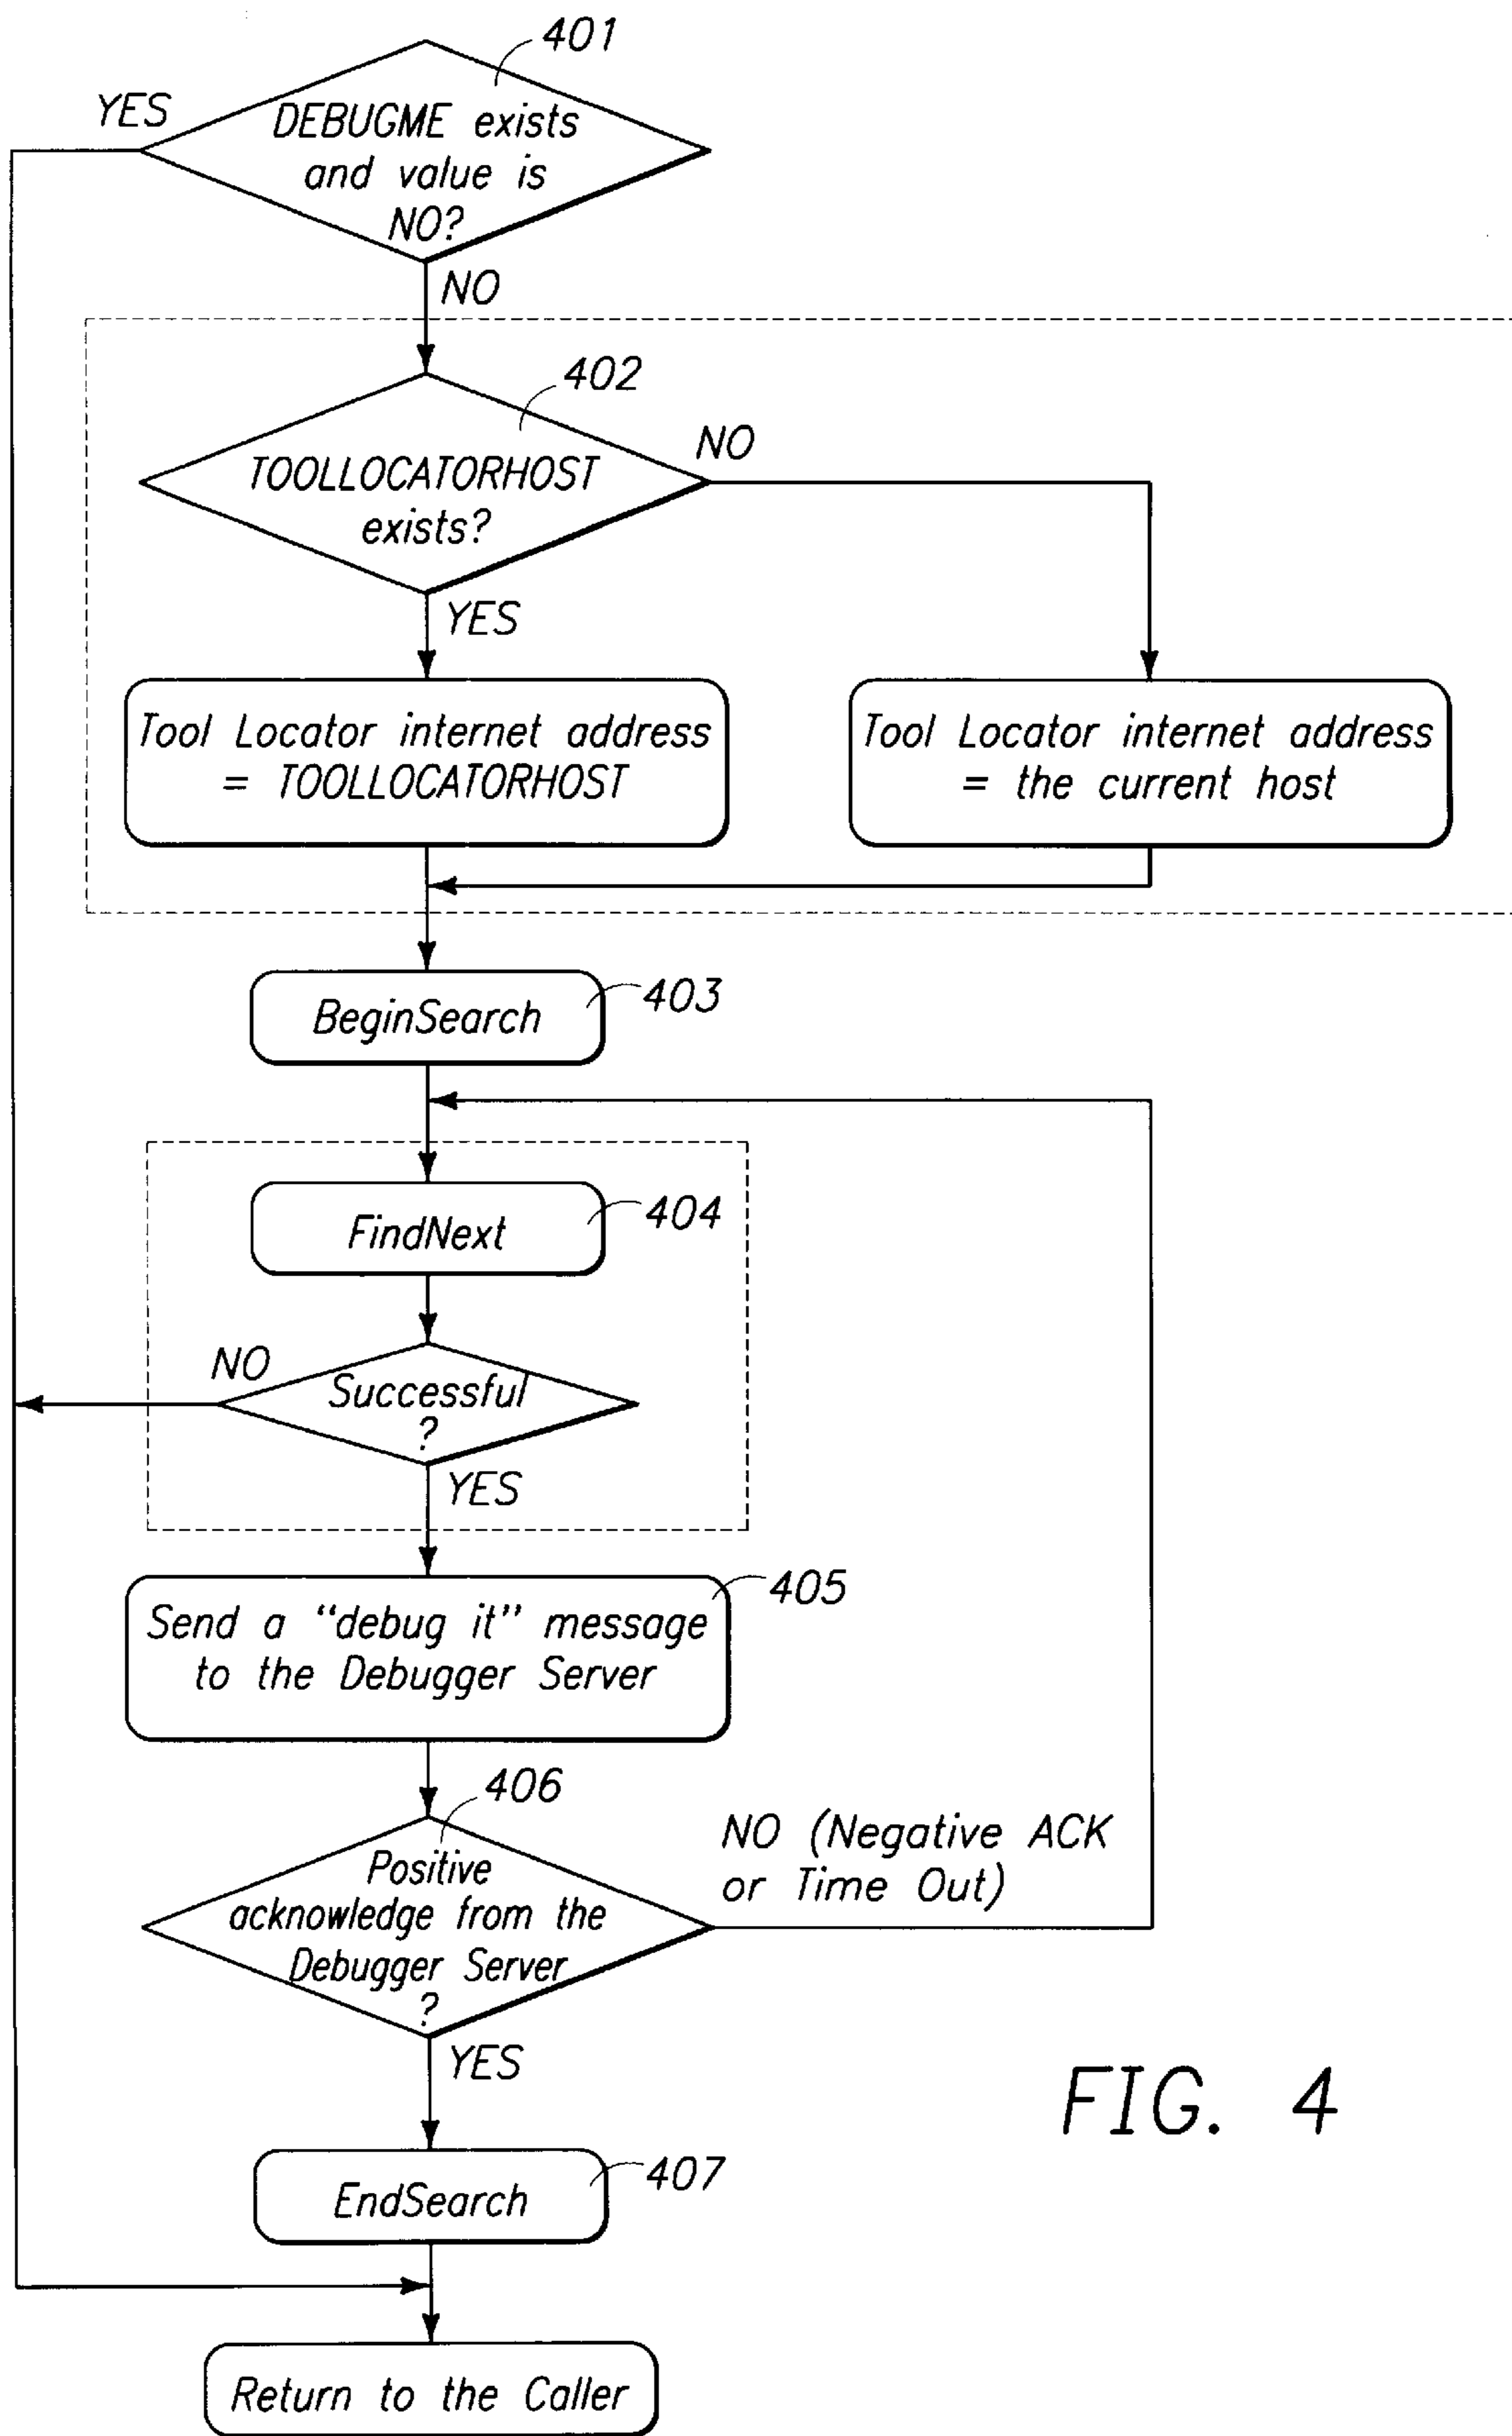 401
YES
DEBUGME exists
and value is
NO?
NO
402
NO
TOOLLOCATORHOST
exists?
YES
Tool Locator internet address
= TOOLLOCATORHOST
Tool Locator internet address
= the current host
BeginSearch
403
FindNext
404
NO
Successful
?
YES
405
Send a “debug it” message
to the Debugger Server
406
Positive
acknowledge from the
Debugger Server
?
NO (Negative ACK
or Time Out)
YES
EndSearch
407
Return to the Caller
FIG. 4